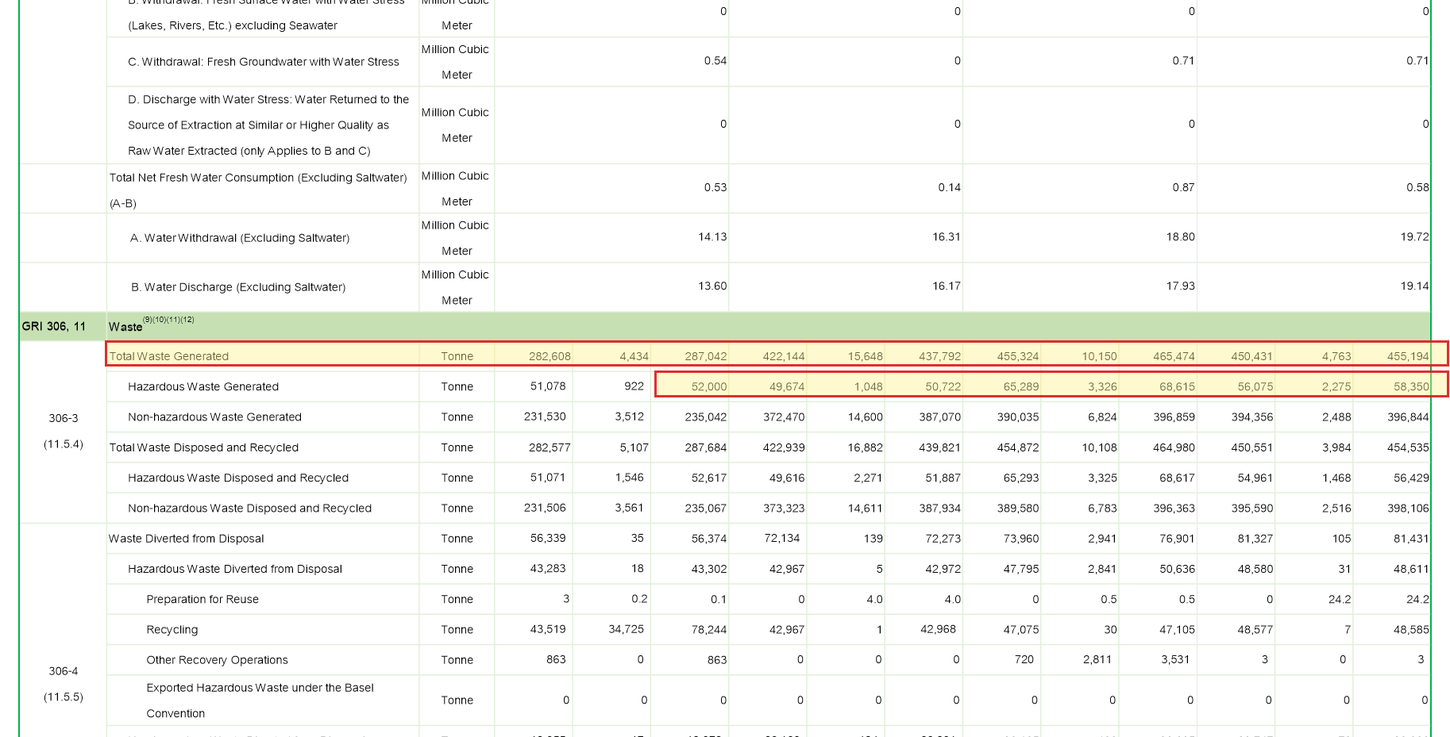 B. Withdrawal: Fresh Surface Water with Water Stress Million Cubic
(Lakes, Rivers, Etc.) excluding Seawater Meter 0 0 0 0
C. Withdrawal: Fresh Groundwater with Water Stress Million Cubic Meter 0.54 0 0.71 0.71
D. Discharge with Water Stress: Water Returned to the
Source of Extraction at Similar or Higher Quality as Million Cubic Meter 0 0 0 0
Raw Water Extracted (only Applies to B and C)
Total Net Fresh Water Consumption (Excluding Saltwater) Million Cubic
(A-B) Meter 0.53 0.14 0.87 0.58
A. Water Withdrawal (Excluding Saltwater) Million Cubic Meter 14.13 16.31 18.80 19.72
B. Water Discharge (Excluding Saltwater) Million Cubic Meter 13.60 16.17 17.93 19.14
GRI 306, 11 Waste(9)(10)(11)(12)
Total Waste Generated Tonne 282,608 4,434 287,042 422,144 15,648 437,792 455,324 10,150 465,474 450,431 4,763 455,194
Hazardous Waste Generated Tonne 51,078 922 52,000 49,674 1,048 50,722 65,289 3,326 68,615 56,075 2,275 58,350
306-3 Non-hazardous Waste Generated Tonne 231,530 3,512 235,042 372,470 14,600 387,070 390,035 6,824 396,859 394,356 2,488 396,844
(11.5.4) Total Waste Disposed and Recycled Tonne 282,577 5,107 287,684 422,939 16,882 439,821 454,872 10,108 464,980 450,551 3,984 454,535
Hazardous Waste Disposed and Recycled Tonne 51,071 1,546 52,617 49,616 2,271 51,887 65,293 3,325 68,617 54,961 1,468 56,429
Non-hazardous Waste Disposed and Recycled Tonne 231,506 3,561 235,067 373,323 14,611 387,934 389,580 6,783 396,363 395,590 2,516 398,106
Waste Diverted from Disposal Tonne 56,339 35 56,374 72,134 139 72,273 73,960 2,941 76,901 81,327 105 81,431
Hazardous Waste Diverted from Disposal Tonne 43,283 18 43,302 42,967 5 42,972 47,795 2,841 50,636 48,580 31 48,611
Preparation for Reuse Tonne 3 0.2 0.1 0 4.0 4.0 0 0.5 0.5 0 24.2 24.2
Recycling Tonne 43,519 34,725 78,244 42,967 1 42,968 47,075 30 47,105 48,577 7 48,585
306-4 Other Recovery Operations Tonne 863 0 863 0 0 0 720 2,811 3,531 3 0 3
(11.5.5) Exported Hazardous Waste under the Basel
Convention Tonne 0 0 0 0 0 0 0 0 0 0 0 0